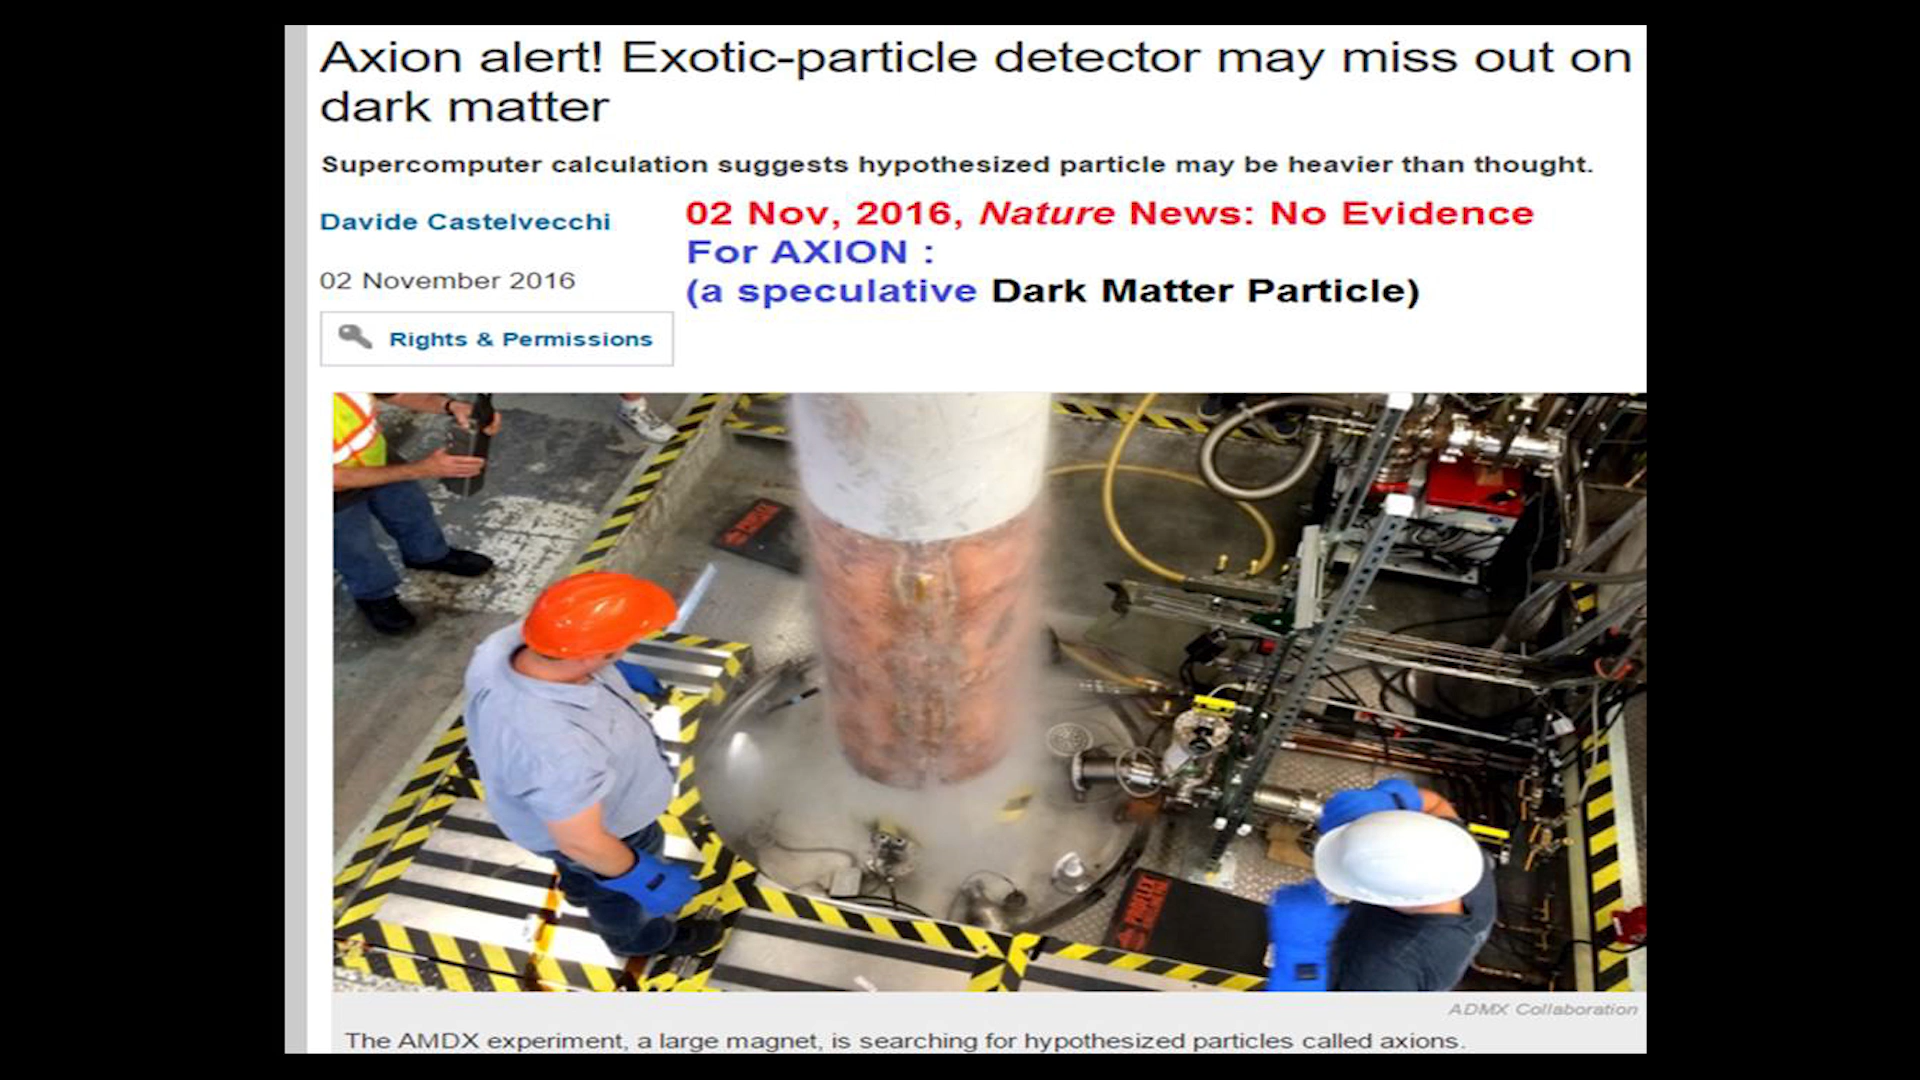 Axion alert! Exotic-particle detector may miss out on
dark matter
Supercomputer calculation suggests hypothesized particle may be heavier than thought.
Davide Castelvecchi
02 November 2016
Rights & Permissions
02 Nov, 2016, Nature News: No Evidence
For AXION :
(a speculative Dark Matter Particle)
PROFLEX
PROFLEX
ADMX Collaboration
The AMDX experiment, a large magnet, is searching for hypothesized particles called axions.